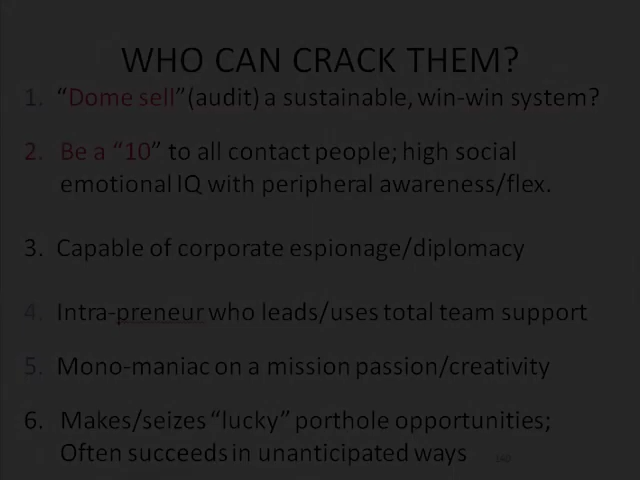 WHO CAN CRACK THEM?
1. “Dome sell”(audit) a sustainable, win-win system?
2. Be a “10” to all contact people; high social
emotional IQ with peripheral awareness/flex.
3. Capable of corporate espionage/diplomacy
4. Intra-preneur who leads/uses total team support
5. Mono-maniac on a mission passion/creativity
6. Makes/seizes “lucky” porthole opportunities;
Often succeeds in unanticipated ways
140